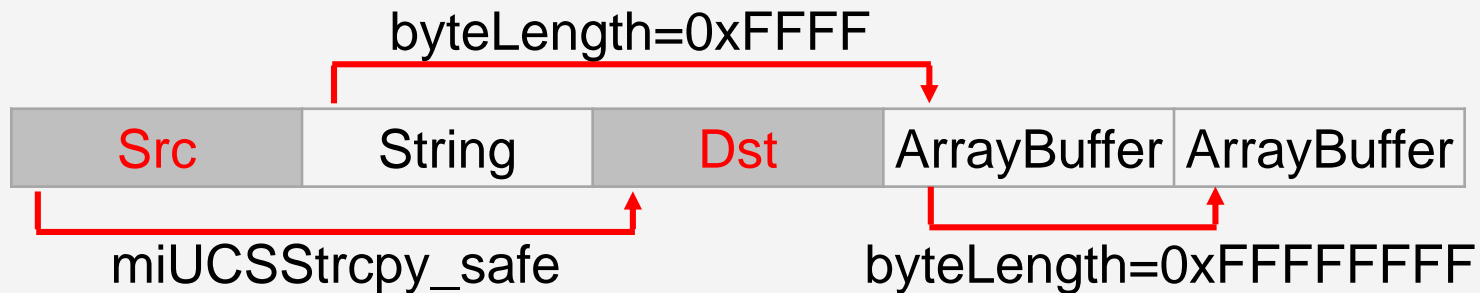 byteLength=0xFFFF
Src String Dst ArrayBuffer ArrayBuffer
miUCSStrcpy_safe byteLength=0xFFFFFFFF